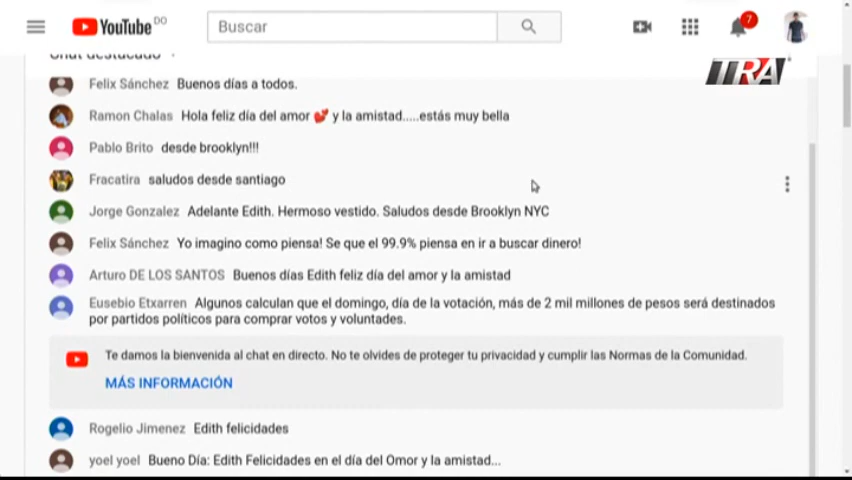 YouTube DO
Buscar
7
Chat destacado
TRA
Felix Sánchez Buenos días a todos.
Ramon Chalas Hola feliz día del amor 💕 y la amistad.....estás muy bella
Pablo Brito desde brooklyn!!!
Fracatira saludos desde santiago
Jorge Gonzalez Adelante Edith. Hermoso vestido. Saludos desde Brooklyn NYC
Felix Sánchez Yo imagino como piensa! Se que el 99.9% piensa en ir a buscar dinero!
Arturo DE LOS SANTOS Buenos días Edith feliz día del amor y la amistad
Eusebio Etxarren Algunos calculan que el domingo, día de la votación, más de 2 mil millones de pesos será destinados
por partidos políticos para comprar votos y voluntades.
Te damos la bienvenida al chat en directo. No te olvides de proteger tu privacidad y cumplir las Normas de la Comunidad.
MÁS INFORMACIÓN
Rogelio Jimenez Edith felicidades
yoel yoel Bueno Día: Edith Felicidades en el día del Omor y la amistad...